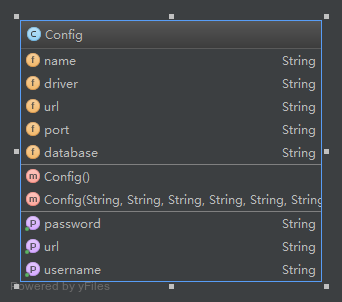 C Config
f name String
f driver String
f url String
f port String
f database String
m Config()
m Config(String, String, String, String, String
P password String
P url String
P username String
Powered by yFiles